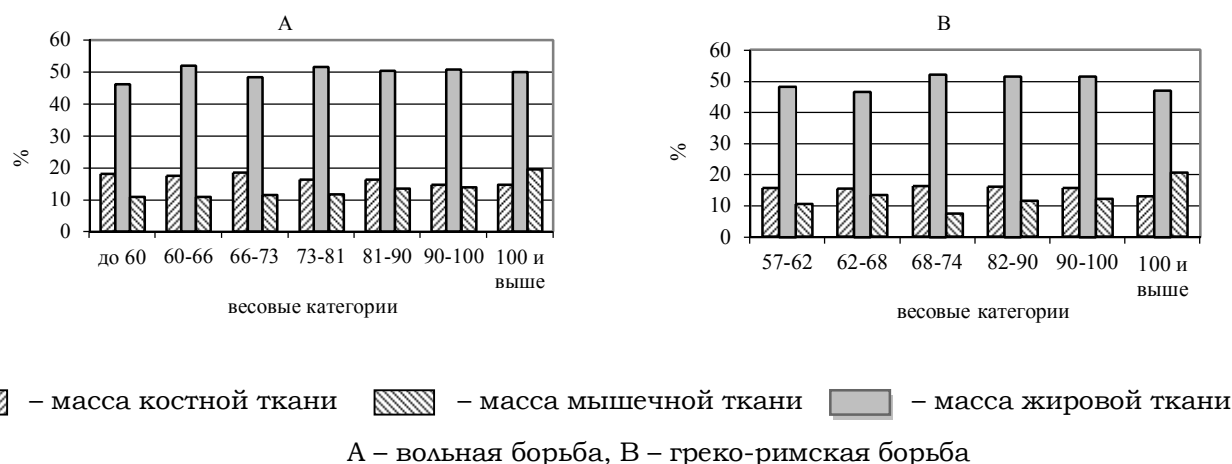 А
60
50
40
30
20
10
0
%
до 60 60-66 66-73 73-81 81-90 90-100 100 и
выше
весовые категории
В
60
50
40
30
20
10
0
%
57-62 62-68 68-74 82-90 90-100 100 и
выше
весовые категории
– масса костной ткани – масса мышечной ткани – масса жировой ткани
А – вольная борьба, В – греко-римская борьба